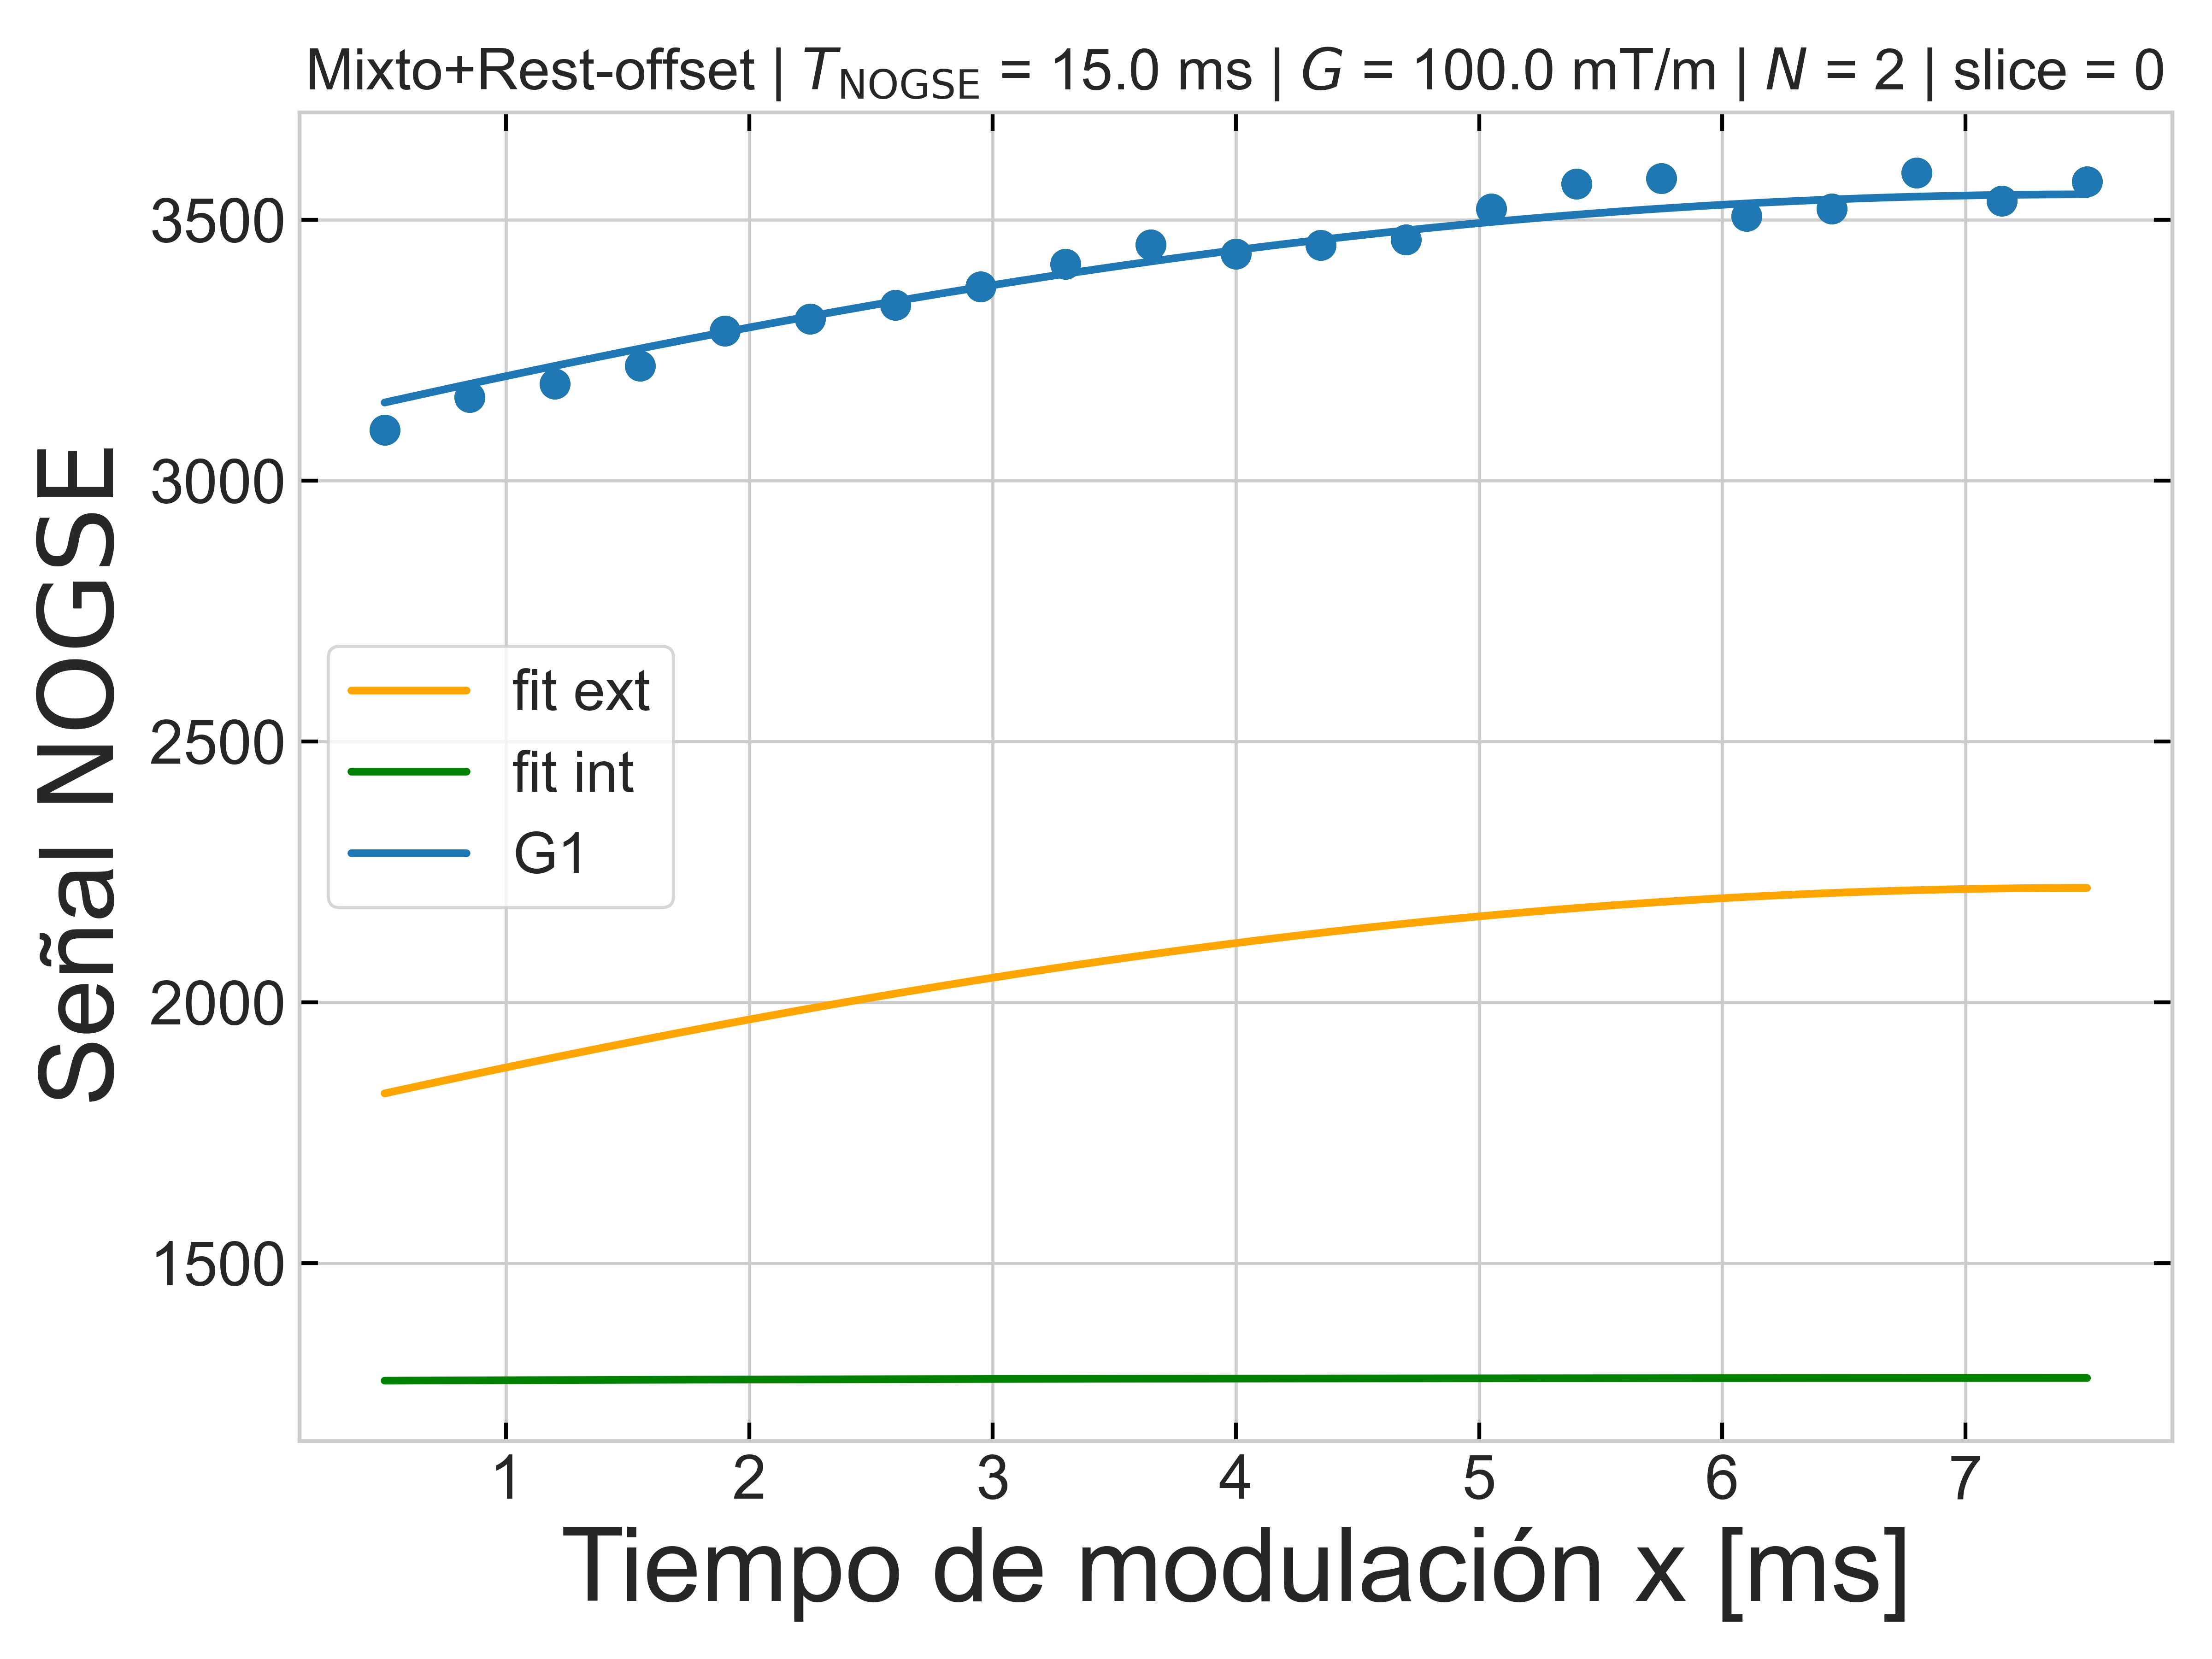 Mixto+Rest-offset | T_NOGSE = 15.0 ms | G = 100.0 mT/m | N = 2 | slice = 0
Señal NOGSE
3500
3000
2500
2000
1500
fit ext
fit int
G1
1 2 3 4 5 6 7
Tiempo de modulación x [ms]